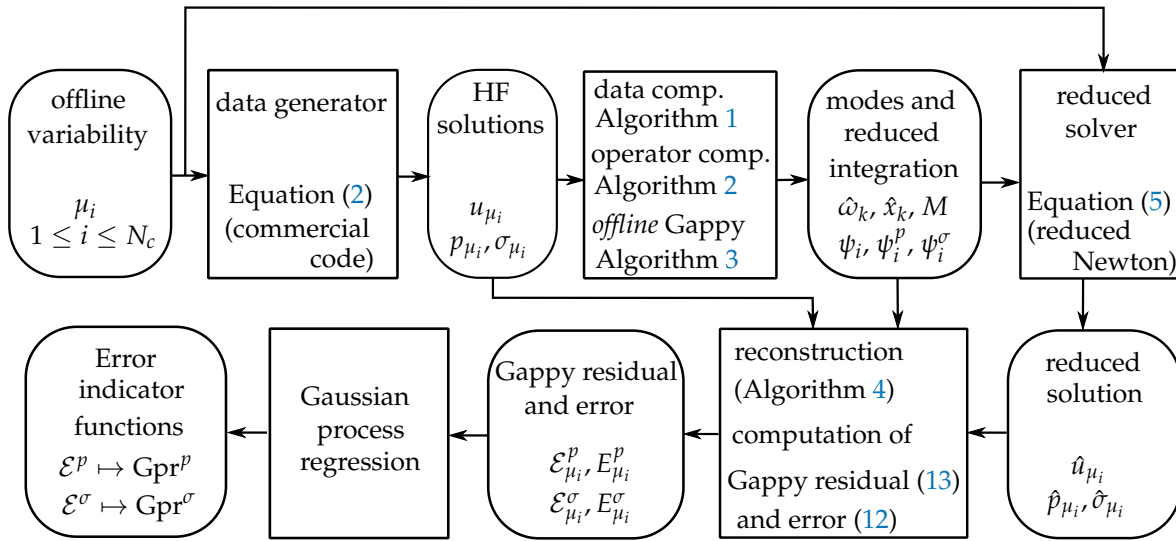 offline
variability
μ_i
1 ≤ i ≤ N_c
data generator
Equation (2)
(commercial
code)
HF
solutions
u_{μ_i}
p_{μ_i}, σ_{μ_i}
data comp.
Algorithm 1
operator comp.
Algorithm 2
offline Gappy
Algorithm 3
modes and
reduced
integration
ω̂_k, x̂_k, M
ψ_i, ψ_i^p, ψ_i^σ
reduced
solver
Equation (5)
(reduced
Newton)
Error
indicator
functions
ℰ^p ↦ Gpr^p
ℰ^σ ↦ Gpr^σ
Gaussian
process
regression
Gappy residual
and error
ℰ_{μ_i}^p, E_{μ_i}^p
ℰ_{μ_i}^σ, E_{μ_i}^σ
reconstruction
(Algorithm 4)
computation of
Gappy residual (13)
and error (12)
reduced
solution
û_{μ_i}
p̂_{μ_i}, σ̂_{μ_i}